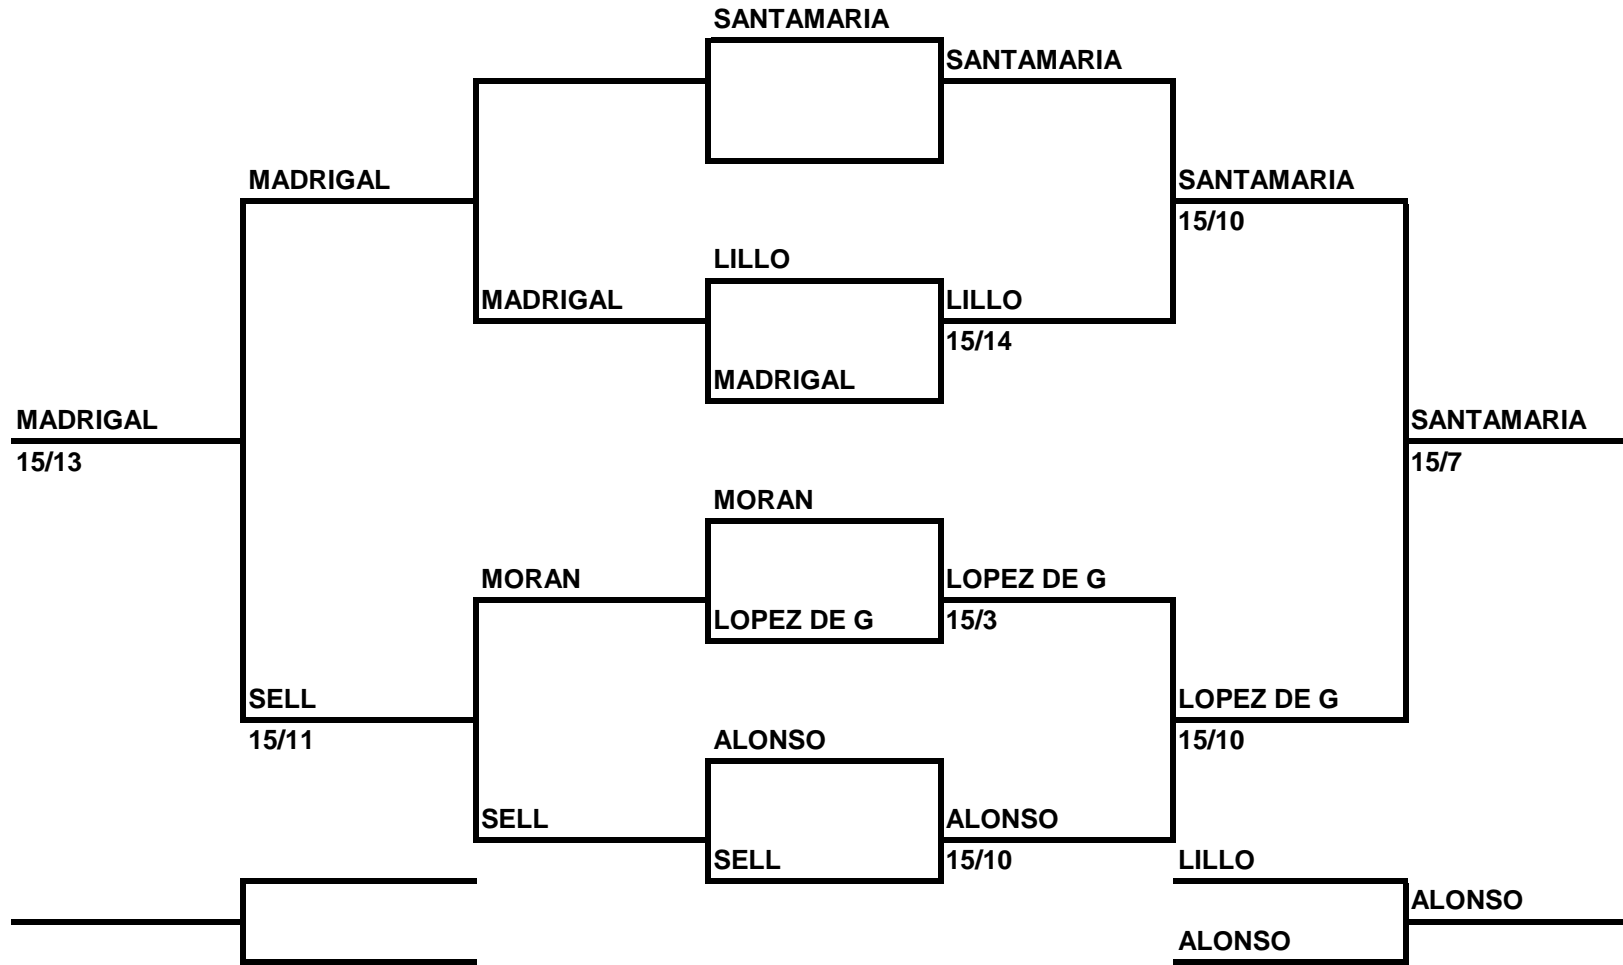 SANTAMARIA
SANTAMARIA
MADRIGAL
SANTAMARIA
15/10
LILLO
MADRIGAL
LILLO
15/14
MADRIGAL
MADRIGAL
15/13
SANTAMARIA
15/7
MORAN
MORAN
LOPEZ DE G
LOPEZ DE G
15/3
SELL
15/11
LOPEZ DE G
15/10
ALONSO
SELL
ALONSO
SELL
15/10
LILLO
ALONSO
ALONSO